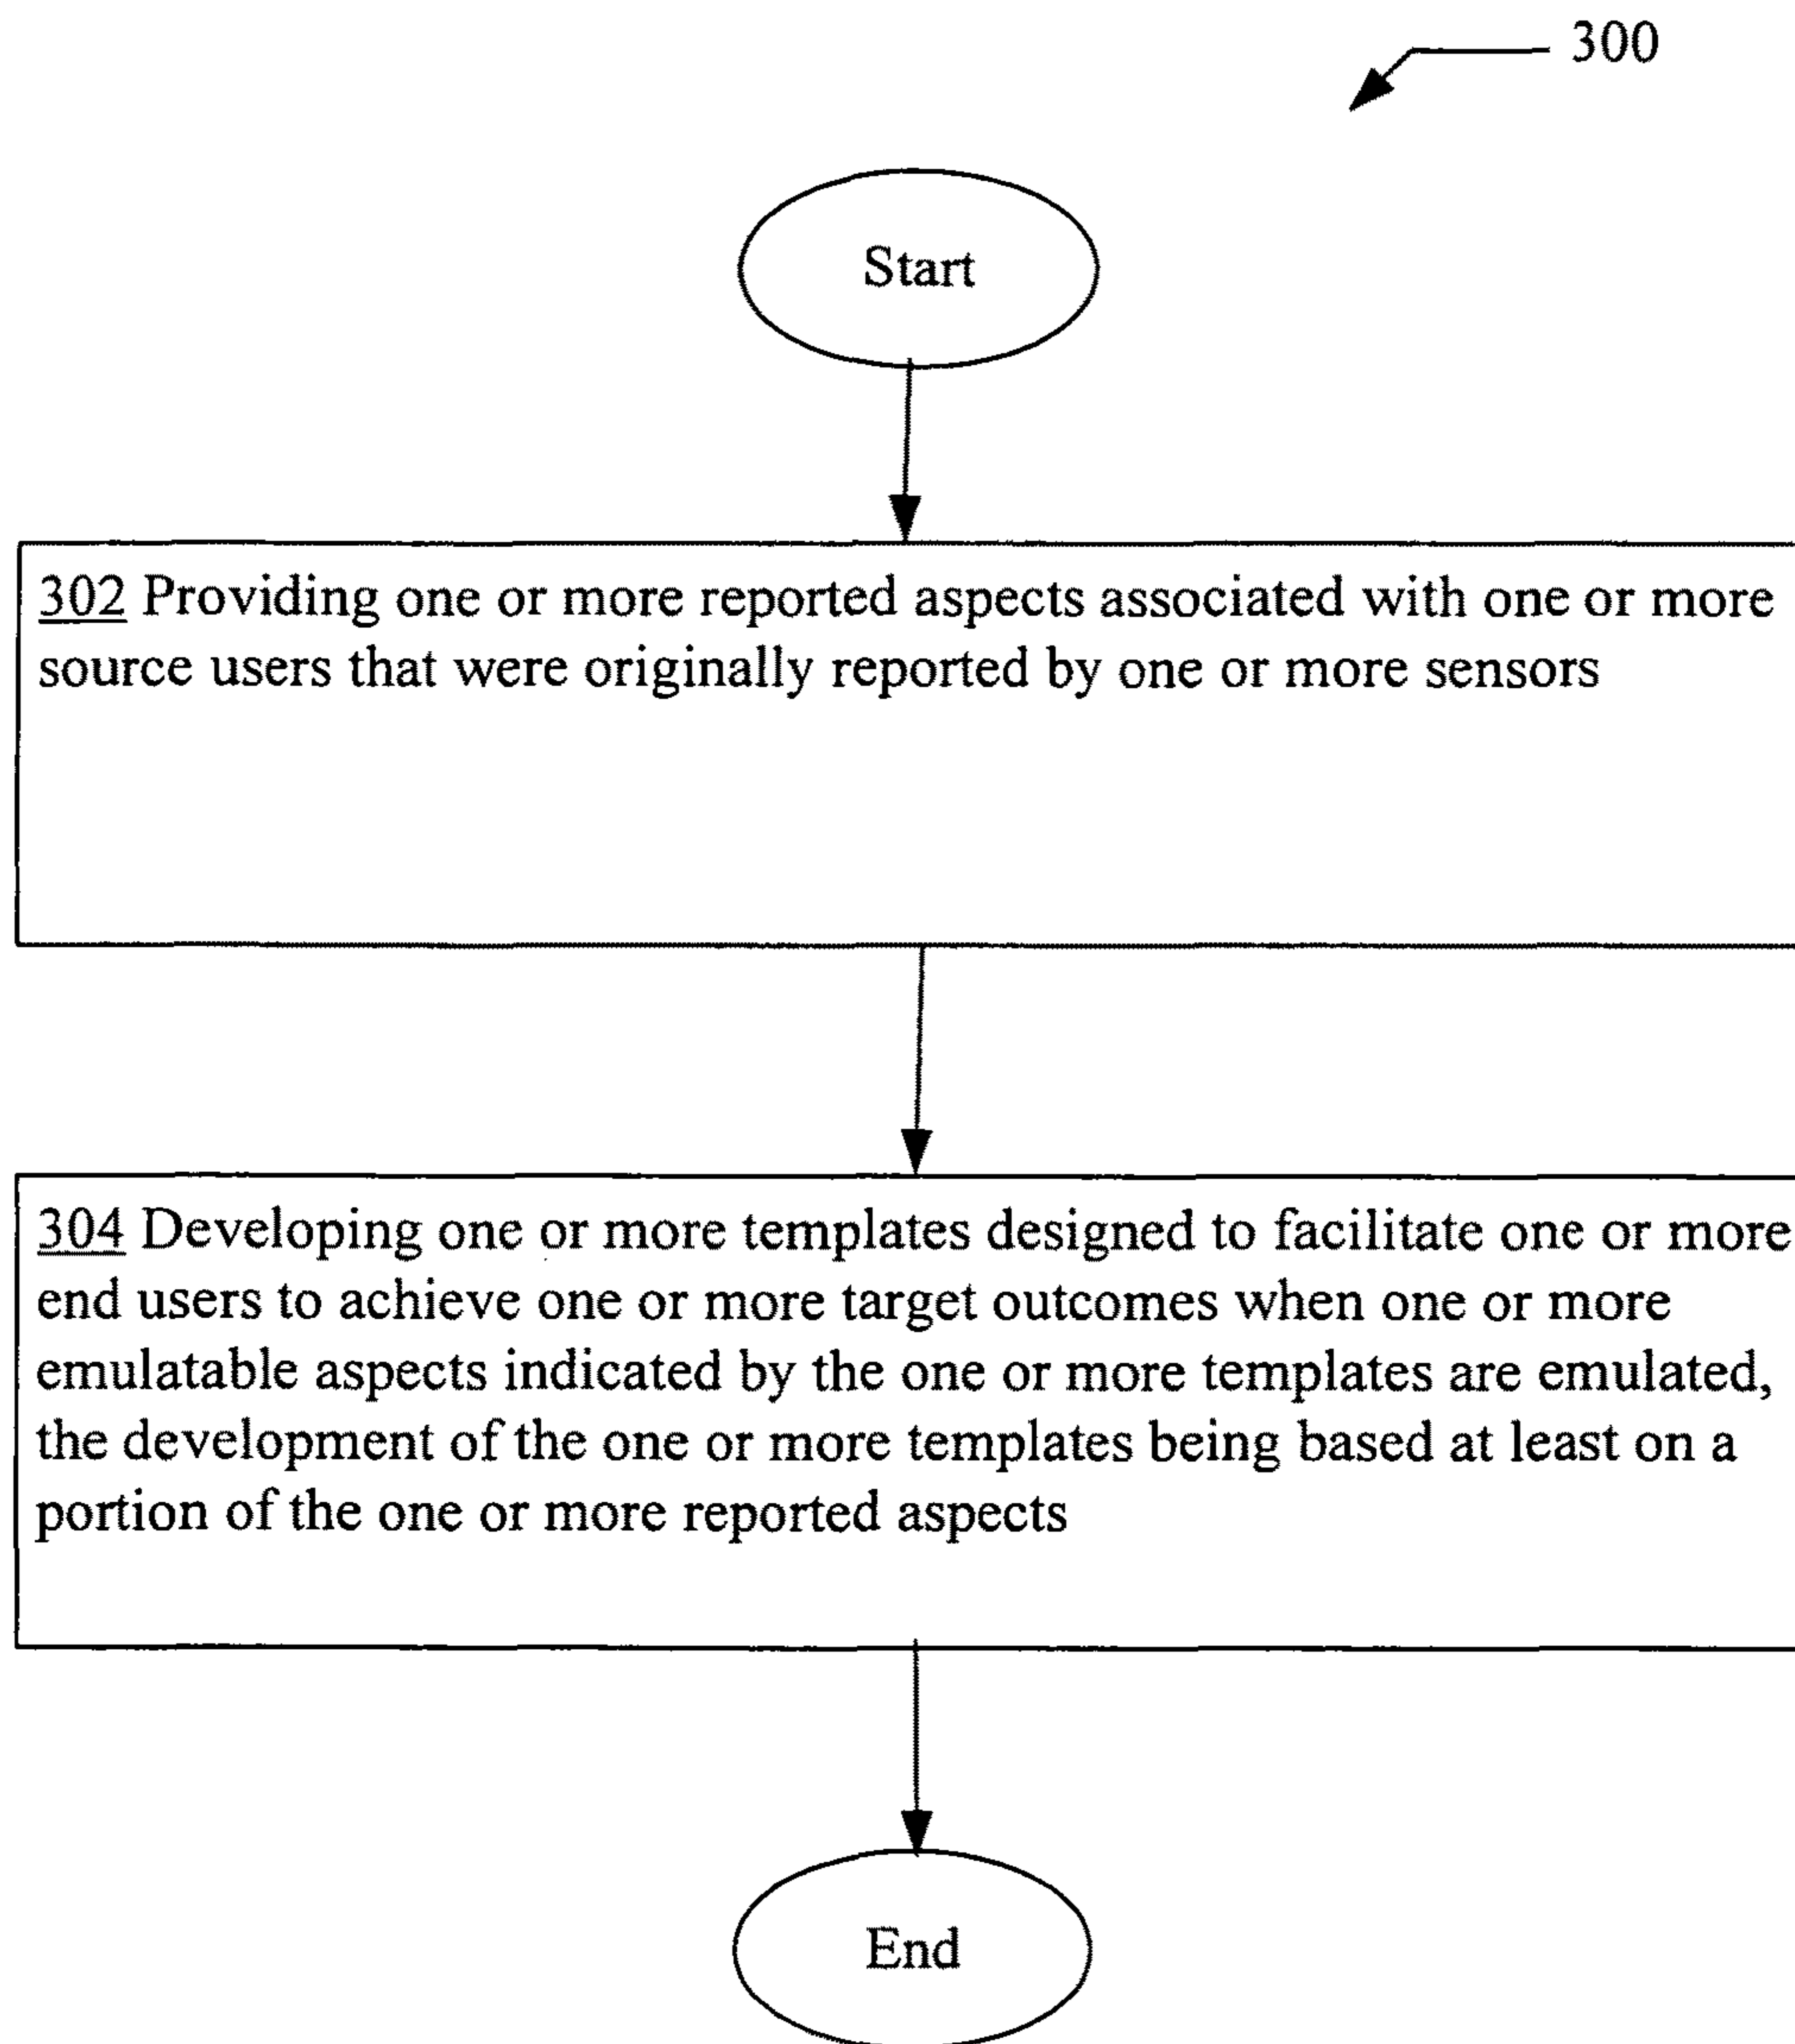 300
Start
302 Providing one or more reported aspects associated with one or more
source users that were originally reported by one or more sensors
304 Developing one or more templates designed to facilitate one or more
end users to achieve one or more target outcomes when one or more
emulatable aspects indicated by the one or more templates are emulated,
the development of the one or more templates being based at least on a
portion of the one or more reported aspects
End